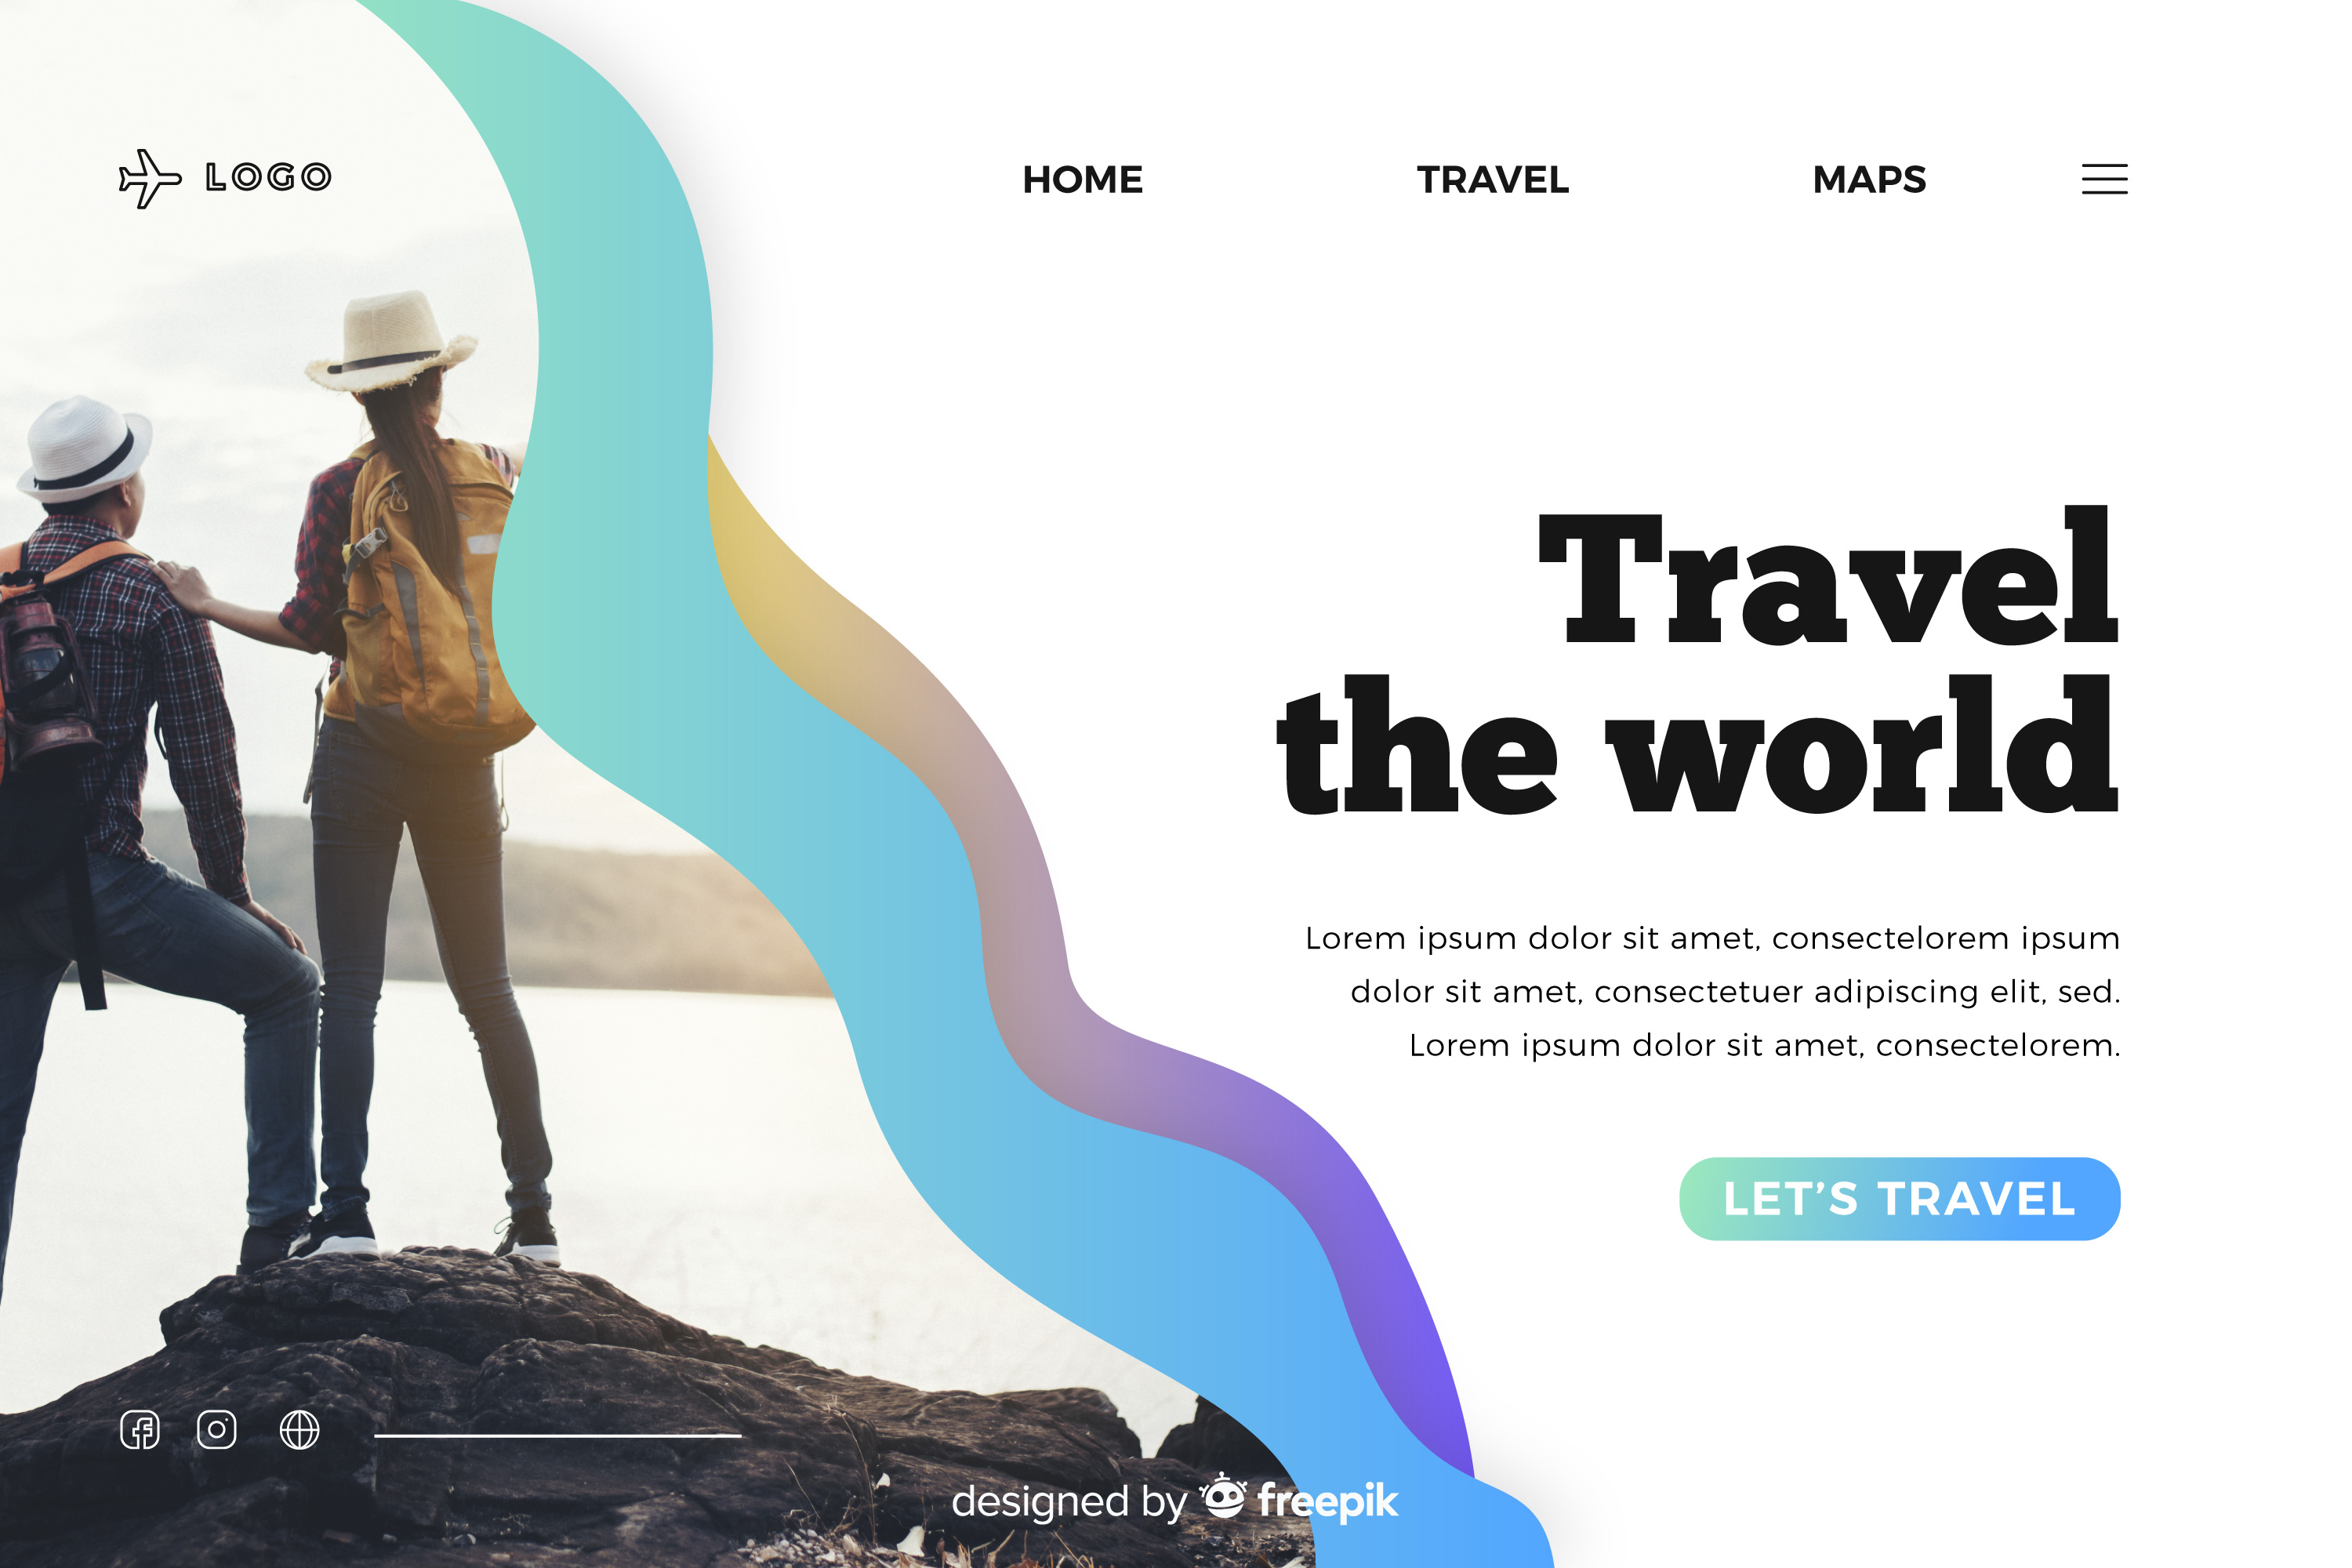 LOGO
HOME
TRAVEL
MAPS
Travel
the world
Lorem ipsum dolor sit amet, consectelorem ipsum
dolor sit amet, consectetuer adipiscing elit, sed.
Lorem ipsum dolor sit amet, consectelorem.
LET’S TRAVEL
designed by freepik